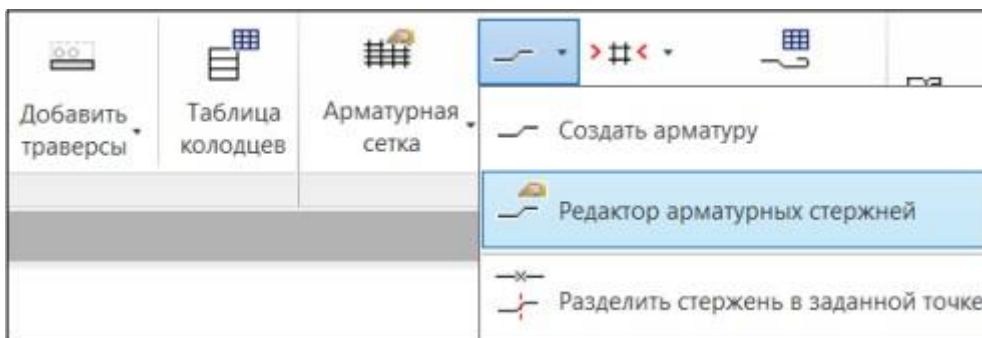 Добавить
траверсы
Таблица
колодцев
Арматурная
сетка
Создать арматуру
Редактор арматурных стержней
Разделить стержень в заданной точке